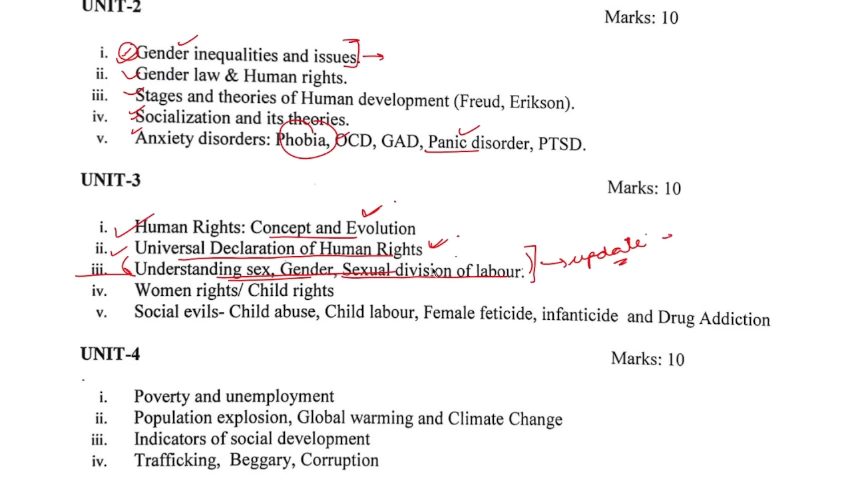 UNIT-2
Marks: 10
i. Gender inequalities and issues.
ii. Gender law & Human rights.
iii. Stages and theories of Human development (Freud, Erikson).
iv. Socialization and its theories.
v. Anxiety disorders: Phobia, OCD, GAD, Panic disorder, PTSD.
UNIT-3
Marks: 10
i. Human Rights: Concept and Evolution
ii. Universal Declaration of Human Rights
iii. Understanding sex, Gender, Sexual division of labour. update
iv. Women rights/ Child rights
v. Social evils- Child abuse, Child labour, Female feticide, infanticide and Drug Addiction
UNIT-4
Marks: 10
i. Poverty and unemployment
ii. Population explosion, Global warming and Climate Change
iii. Indicators of social development
iv. Trafficking, Beggary, Corruption